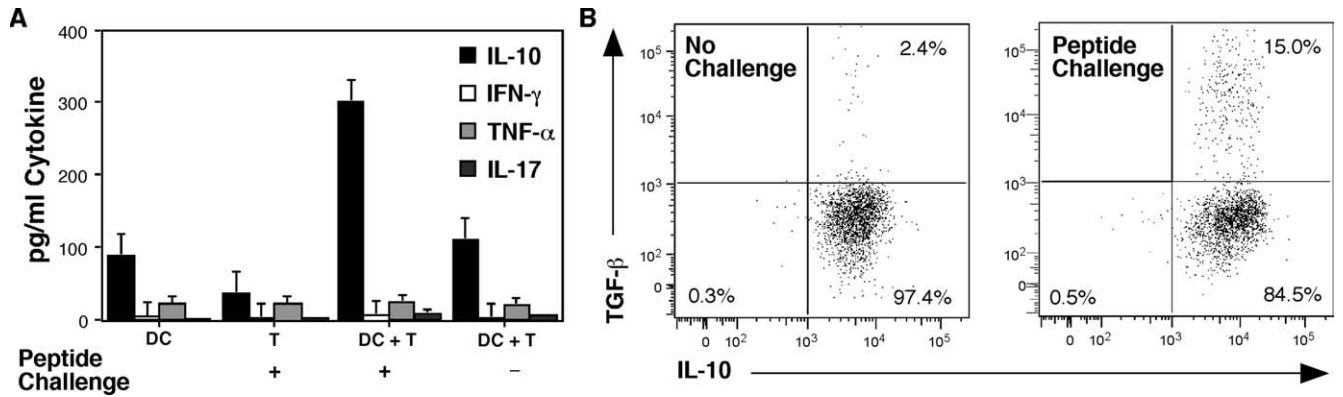 A
pg/ml Cytokine
400
300
200
100
0
IL-10
IFN-γ
TNF-α
IL-17
DC T DC + T DC + T
Peptide
Challenge + + −
B
TGF-β
10⁵
10⁴
10³
10²
0
No
Challenge
2.4%
0.3% 97.4%
0 10² 10³ 10⁴ 10⁵
10⁵
10⁴
10³
10²
0
Peptide
Challenge
15.0%
0.5% 84.5%
0 10² 10³ 10⁴ 10⁵
IL-10